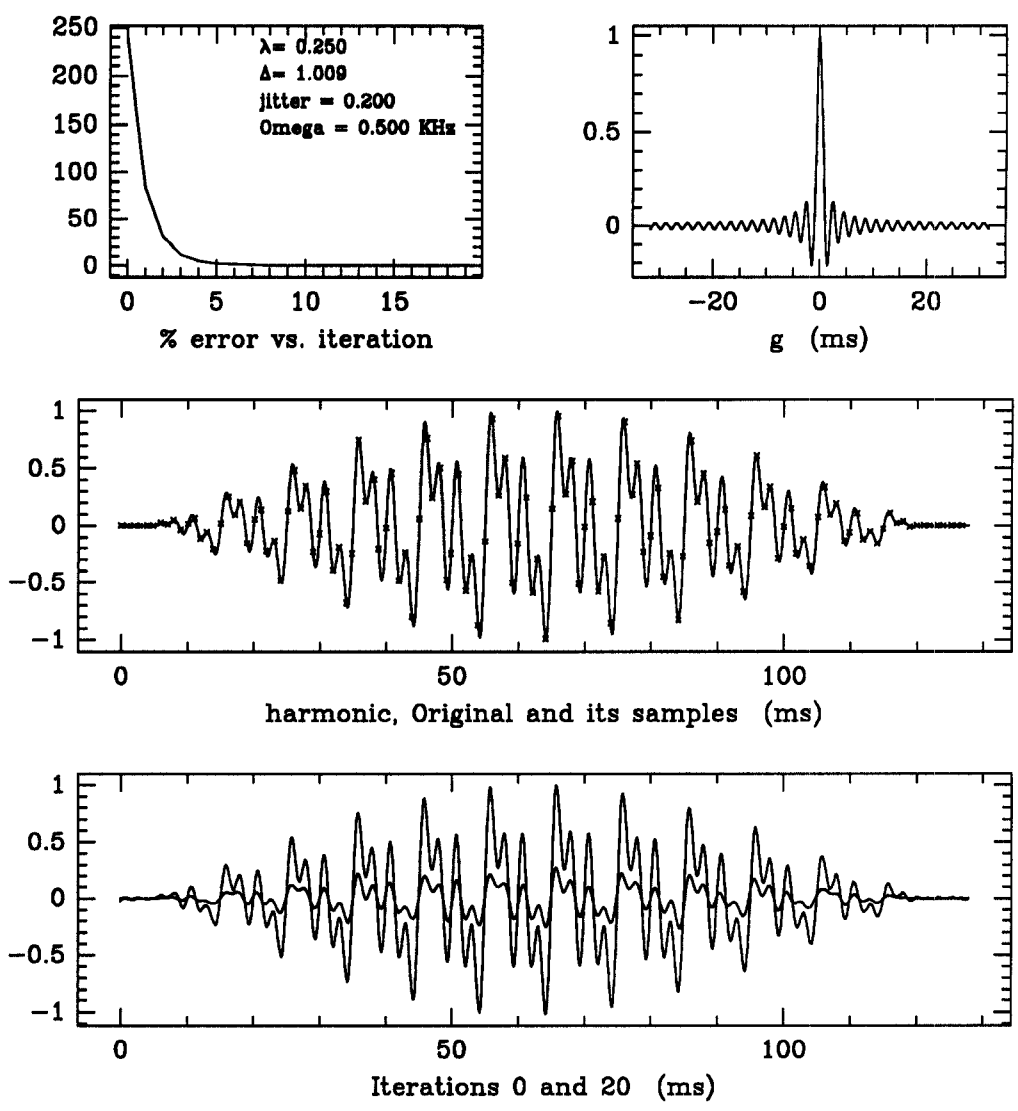 250
200
150
100
50
0
λ= 0.250
Δ= 1.009
jitter = 0.200
Omega = 0.500 KHz
0 5 10 15
% error vs. iteration
1
0.5
0
−20 0 20
g (ms)
1
0.5
0
−0.5
−1
0 50 100
harmonic, Original and its samples (ms)
1
0.5
0
−0.5
−1
0 50 100
Iterations 0 and 20 (ms)